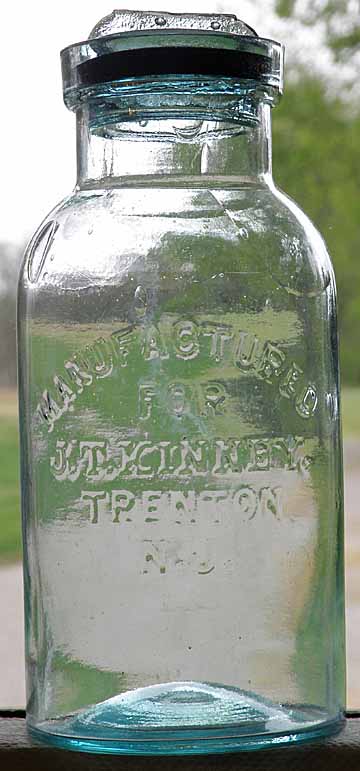 MANUFACTURED
FOR
J.T.KINNEY.
TRENTON
N.J.